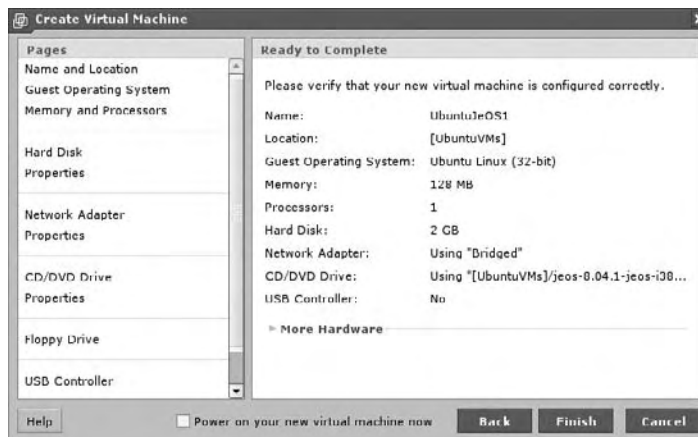 Create Virtual Machine
Pages
Name and Location
Guest Operating System
Memory and Processors
Hard Disk
Properties
Network Adapter
Properties
CD/DVD Drive
Properties
Floppy Drive
USB Controller
Ready to Complete
Please verify that your new virtual machine is configured correctly.
Name: UbuntuJeOS1
Location: [UbuntuVMs]
Guest Operating System: Ubuntu Linux (32-bit)
Memory: 128 MB
Processors: 1
Hard Disk: 2 GB
Network Adapter: Using "Bridged"
CD/DVD Drive: Using "[UbuntuVMs]/jeos-8.04.1-jeos-i38...
USB Controller: No
More Hardware
Help
Power on your new virtual machine now
Back
Finish
Cancel